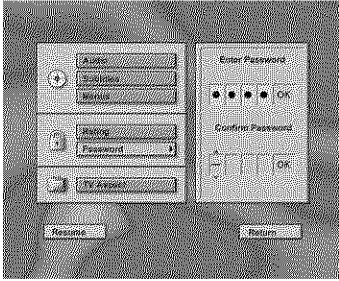 Audio
Subtitles
Menus
Rating
Password
TV Aspect
Enter Password
OK
Confirm Password
OK
Resume
Return